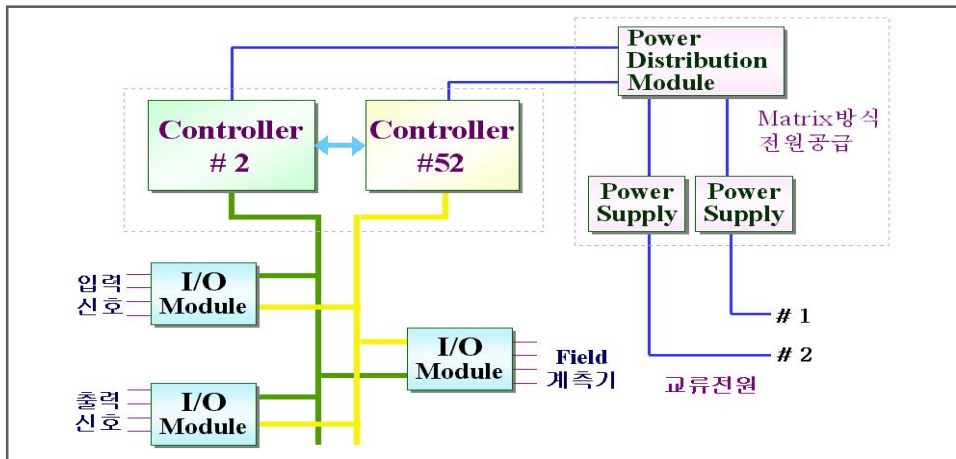 Power
Distribution
Module
Matrix방식
전원공급
Controller
# 2
Controller
#52
Power
Supply
Power
Supply
입력
신호
I/O
Module
# 1
I/O
Module
Field
계측기
# 2
교류전원
출력
신호
I/O
Module